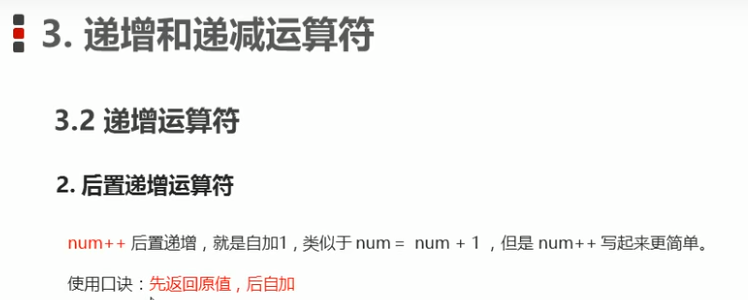 3. 递增和递减运算符
3.2 递增运算符
2. 后置递增运算符
num++ 后置递增，就是自加1，类似于 num = num + 1 ，但是 num++ 写起来更简单。
使用口诀：先返回原值，后自加